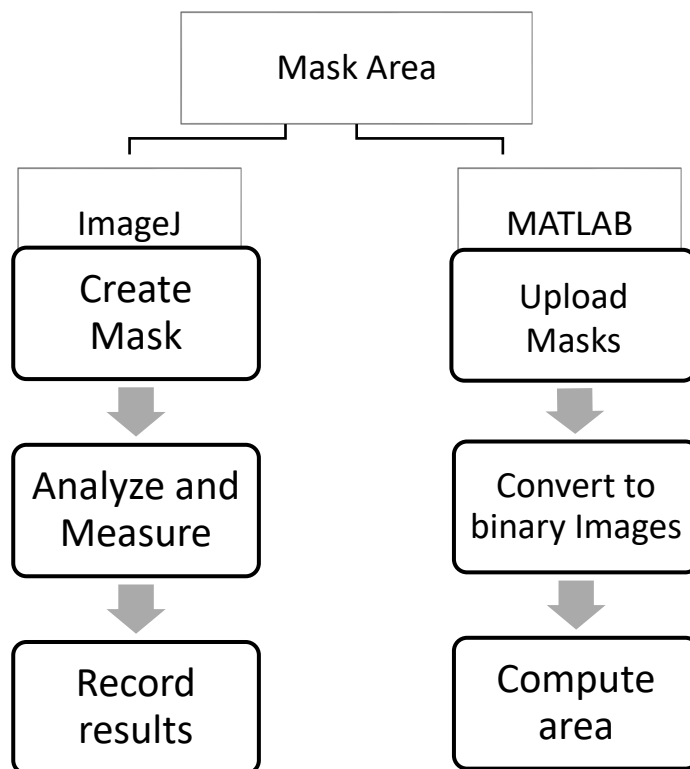 Mask Area
ImageJ
Create
Mask
Analyze and
Measure
Record
results
MATLAB
Upload
Masks
Convert to
binary Images
Compute
area